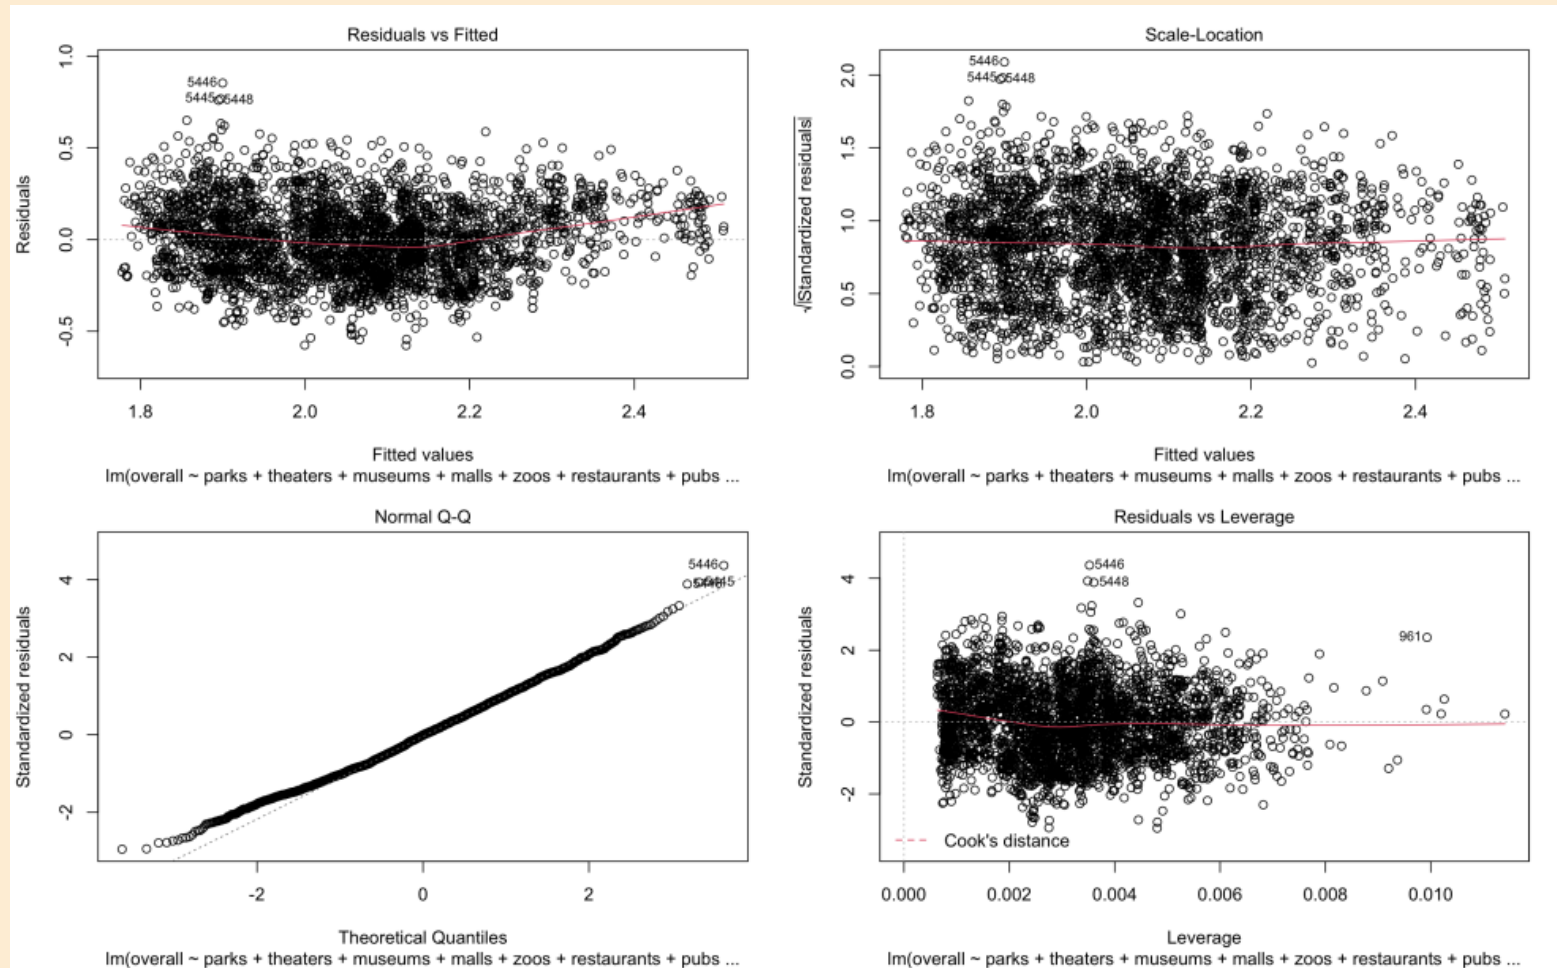 Residuals vs Fitted
1.0
0.5
0.0
-0.5
Residuals
5446
5445
5448
1.8
2.0
2.2
2.4
Fitted values
lm(overall ~ parks + theaters + museums + malls + zoos + restaurants + pubs ...
Scale-Location
2.0
1.5
1.0
0.5
0.0
√|Standardized residuals|
5446
5445
5448
1.8
2.0
2.2
2.4
Fitted values
lm(overall ~ parks + theaters + museums + malls + zoos + restaurants + pubs ...
Normal Q-Q
4
2
0
-2
Standardized residuals
5446
-2
0
2
Theoretical Quantiles
lm(overall ~ parks + theaters + museums + malls + zoos + restaurants + pubs ...
Residuals vs Leverage
4
2
0
-2
Standardized residuals
5446
5448
961
Cook's distance
0.000
0.002
0.004
0.006
0.008
0.010
Leverage
lm(overall ~ parks + theaters + museums + malls + zoos + restaurants + pubs ...